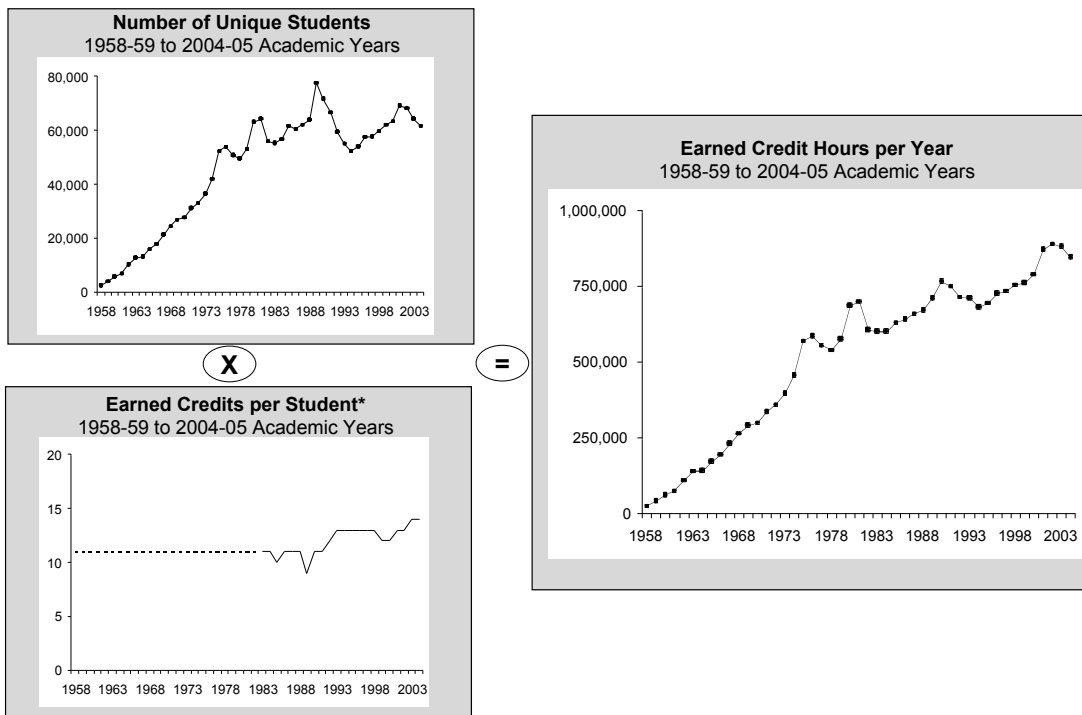 Number of Unique Students
1958-59 to 2004-05 Academic Years
80,000
60,000
40,000
20,000
0
1958 1963 1968 1973 1978 1983 1988 1993 1998 2003
X
=
Earned Credits per Student*
1958-59 to 2004-05 Academic Years
20
15
10
5
0
1958 1963 1968 1973 1978 1983 1988 1993 1998 2003
Earned Credit Hours per Year
1958-59 to 2004-05 Academic Years
1,000,000
750,000
500,000
250,000
0
1958 1963 1968 1973 1978 1983 1988 1993 1998 2003